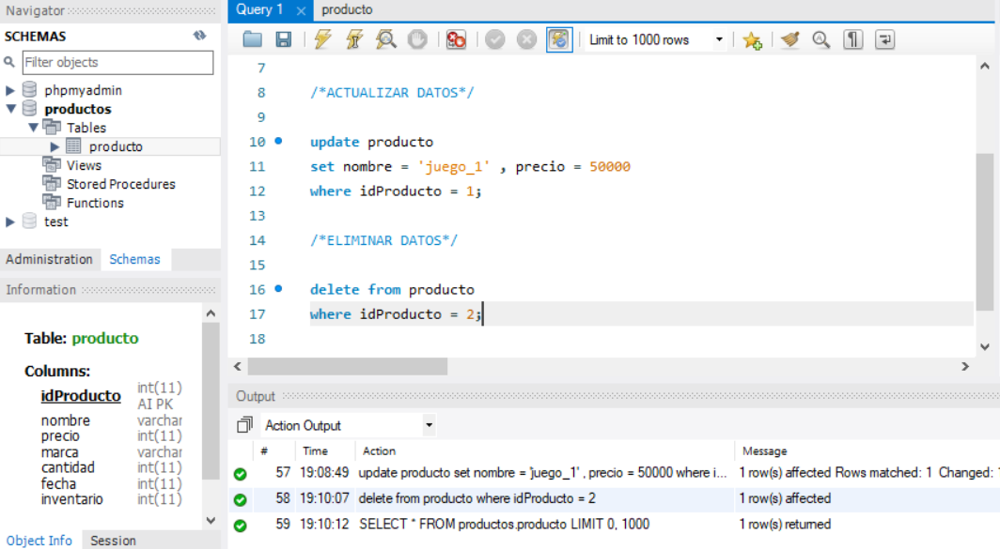 Navigator
SCHEMAS
Filter objects
phpmyadmin
productos
Tables
producto
Views
Stored Procedures
Functions
test
Administration Schemas
Information
Table: producto
Columns:
idProducto int(11) AI PK
nombre varchar
precio int(11)
marca varchar
cantidad int(11)
fecha int(11)
inventario int(11)
Object Info Session
Query 1 producto
Limit to 1000 rows
7
8 /*ACTUALIZAR DATOS*/
9
10 update producto
11 set nombre = 'juego_1' , precio = 50000
12 where idProducto = 1;
13
14 /*ELIMINAR DATOS*/
15
16 delete from producto
17 where idProducto = 2;
18
Output
Action Output
# Time Action Message
57 19:08:49 update producto set nombre = 'juego_1' , precio = 50000 where i... 1 row(s) affected Rows matched: 1 Changed:
58 19:10:07 delete from producto where idProducto = 2 1 row(s) affected
59 19:10:12 SELECT * FROM productos.producto LIMIT 0, 1000 1 row(s) returned